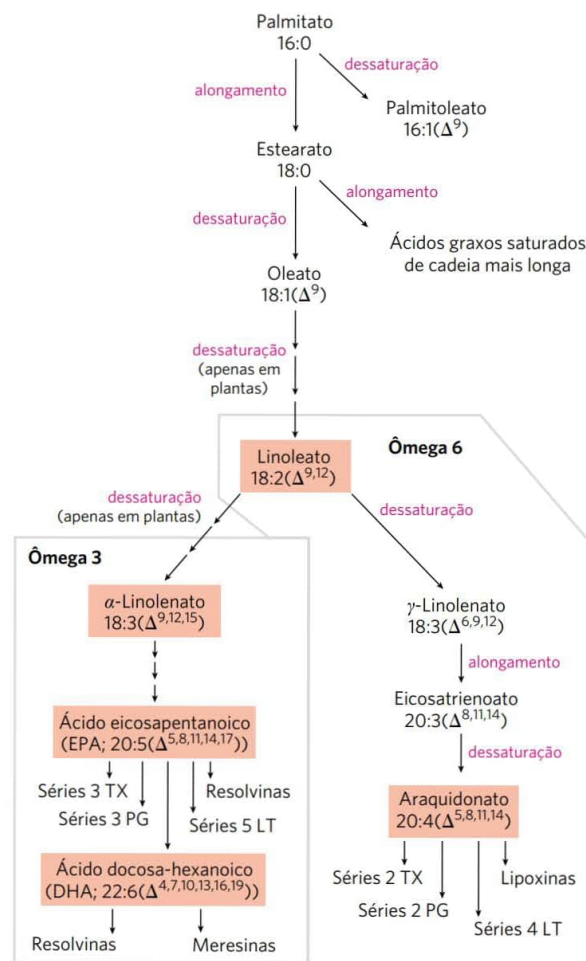 Palmitato
16:0
dessaturação
alongamento
Palmitoleato
16:1(Δ⁹)
Estearato
18:0
alongamento
dessaturação
Ácidos graxos saturados
de cadeia mais longa
Oleato
18:1(Δ⁹)
dessaturação
(apenas em
plantas)
Ômega 6
Linoleato
18:2(Δ⁹,¹²)
dessaturação
(apenas em plantas)
dessaturação
Ômega 3
α-Linolenato
18:3(Δ⁹,¹²,¹⁵)
γ-Linolenato
18:3(Δ⁶,⁹,¹²)
alongamento
Eicosatrienoato
20:3(Δ⁸,¹¹,¹⁴)
dessaturação
Ácido eicosapentanoico
(EPA; 20:5(Δ⁵,⁸,¹¹,¹⁴,¹⁷))
Séries 3 TX
Resolvinas
Séries 3 PG
Séries 5 LT
Araquidonato
20:4(Δ⁵,⁸,¹¹,¹⁴)
Séries 2 TX
Lipoxinas
Séries 2 PG
Séries 4 LT
Ácido docosa-hexanoico
(DHA; 22:6(Δ⁴,⁷,¹⁰,¹³,¹⁶,¹⁹))
Resolvinas
Meresinas